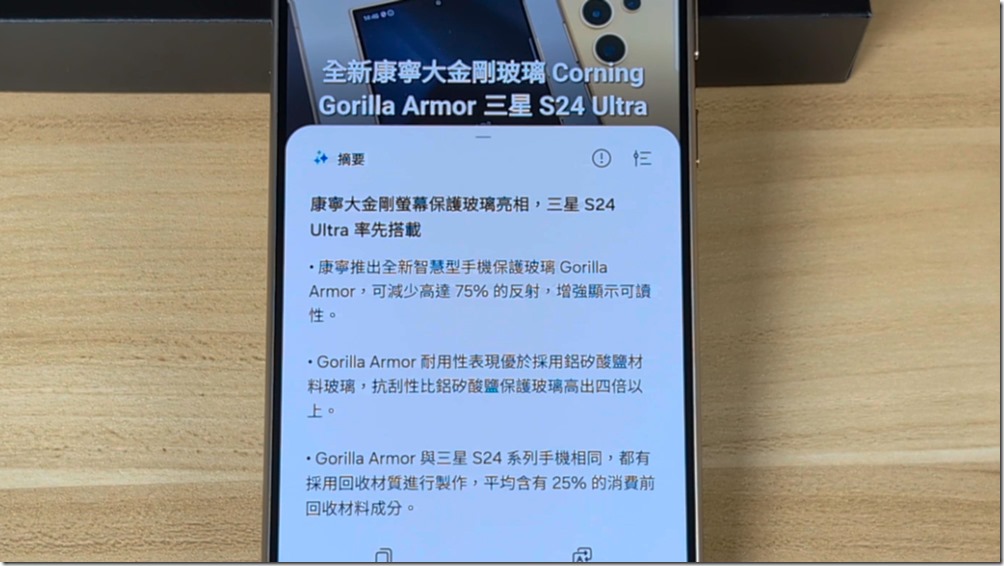 14:46
全新康寧大金剛玻璃 Corning
Gorilla Armor 三星 S24 Ultra
摘要
康寧大金剛螢幕保護玻璃亮相，三星 S24
Ultra 率先搭載
• 康寧推出全新智慧型手機保護玻璃 Gorilla
Armor，可減少高達 75% 的反射，增強顯示可讀
性。
• Gorilla Armor 耐用性表現優於採用鋁矽酸鹽材
料玻璃，抗刮性比鋁矽酸鹽保護玻璃高出四倍以
上。
• Gorilla Armor 與三星 S24 系列手機相同，都有
採用回收材質進行製作，平均含有 25% 的消費前
回收材料成分。